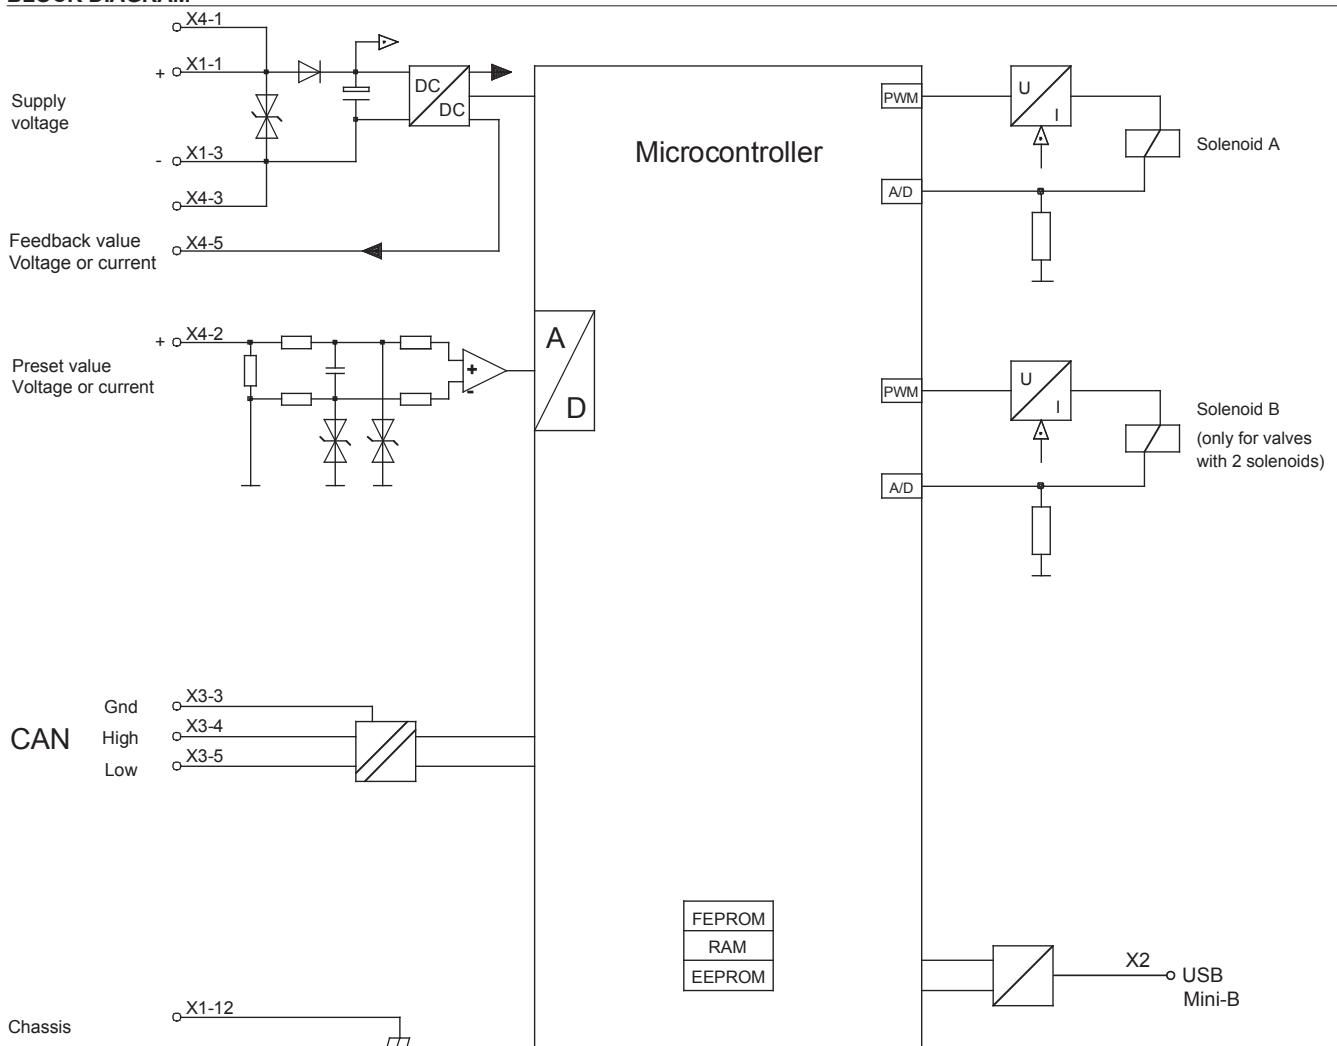 BLOCK DIAGRAM
X4-1
+ X1-1
Supply
voltage
- X1-3
X4-3
Feedback value
Voltage or current
X4-5
DC
DC
+ X4-2
Preset value
Voltage or current
+
-
A
D
Microcontroller
PWM
U
I
Solenoid A
A/D
PWM
U
I
Solenoid B
(only for valves
with 2 solenoids)
A/D
CAN
Gnd X3-3
High X3-4
Low X3-5
FEPROM
RAM
EEPROM
X2
USB
Mini-B
Chassis
X1-12